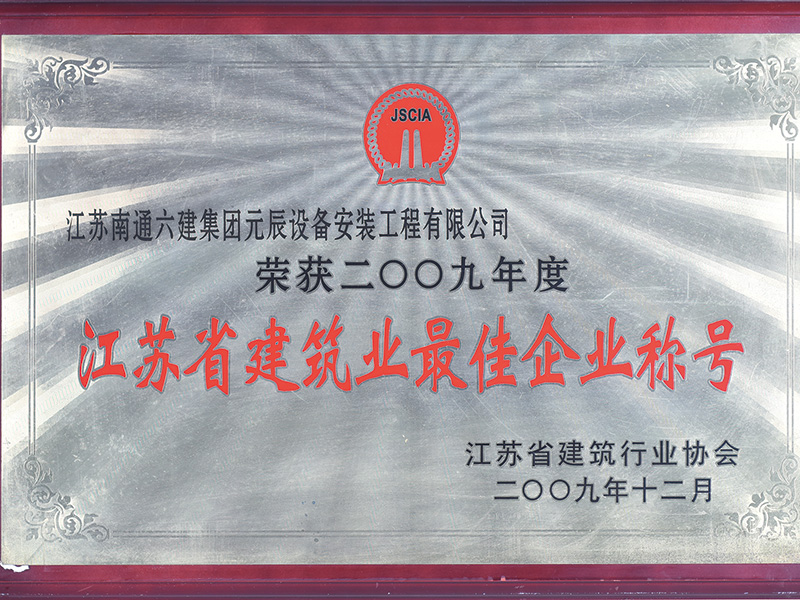 JSCIA
江苏南通六建集团元辰设备安装工程有限公司
荣获二〇〇九年度
江苏省建筑业最佳企业称号
江苏省建筑行业协会
二〇〇九年十二月